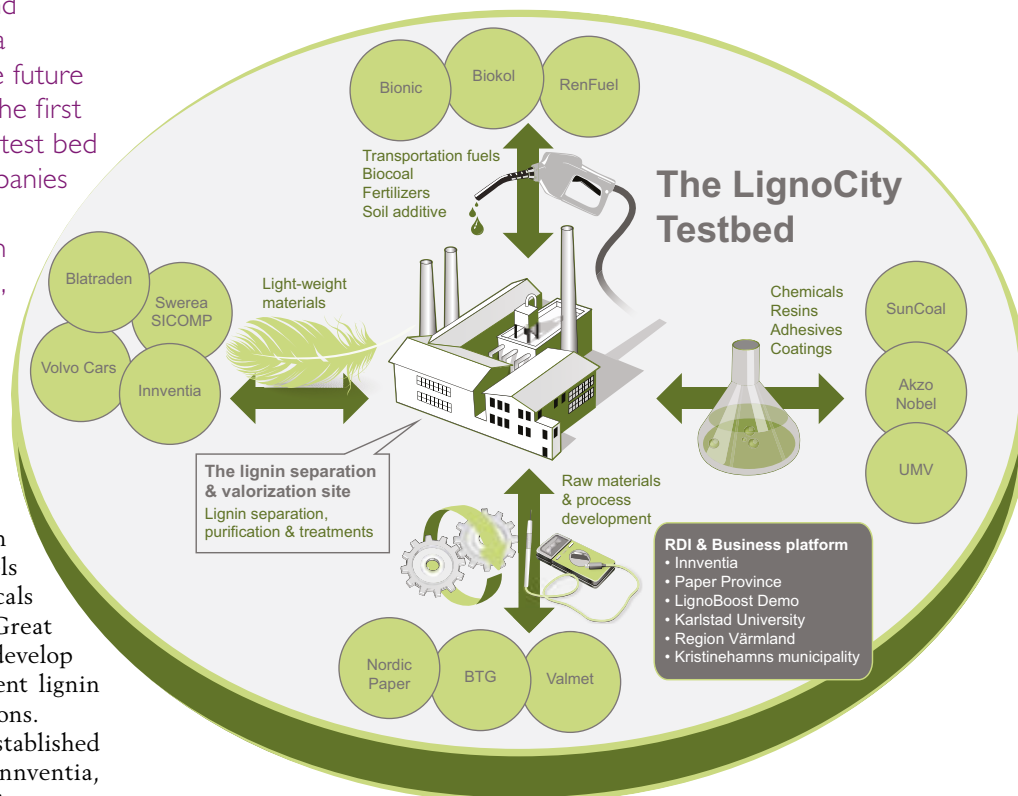 nd
a
e future
he first
test bed
panies
n
,
n
ls
cals
Great
develop
ent lignin
ons.
stablished
nnventia,
Bionic
Biokol
RenFuel
Transportation fuels
Biocoal
Fertilizers
Soil additive
The LignoCity
Testbed
Blatraden
Swerea
SICOMP
Volvo Cars
Innventia
Light-weight
materials
Chemicals
Resins
Adhesives
Coatings
SunCoal
Akzo
Nobel
UMV
The lignin separation
& valorization site
Lignin separation,
purification & treatments
Raw materials
& process
development
RDI & Business platform
• Innventia
• Paper Province
• LignoBoost Demo
• Karlstad University
• Region Värmland
• Kristinehamns municipality
Nordic
Paper
BTG
Valmet